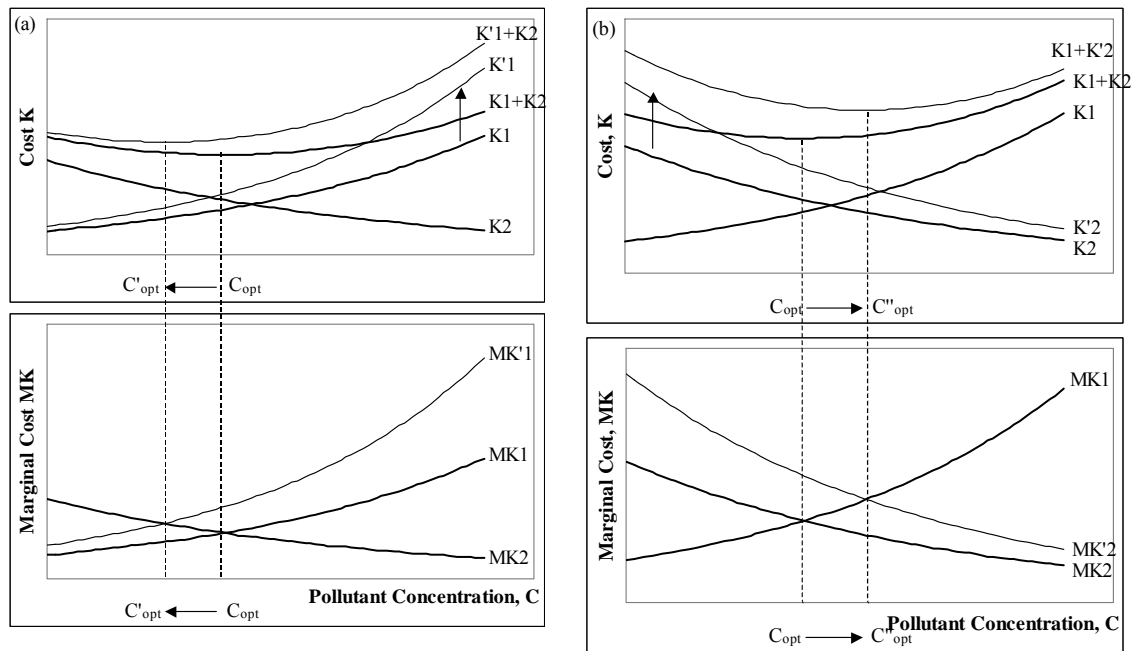 (a)
Cost K
K'1+K2
K'1
K1+K2
K1
K2
C'opt
Copt
Marginal Cost MK
MK'1
MK1
MK2
Pollutant Concentration, C
C'opt
Copt
(b)
Cost, K
K1+K'2
K1+K2
K1
K'2
K2
Copt
C''opt
Marginal Cost, MK
MK1
MK'2
MK2
Pollutant Concentration, C
Copt
C''opt